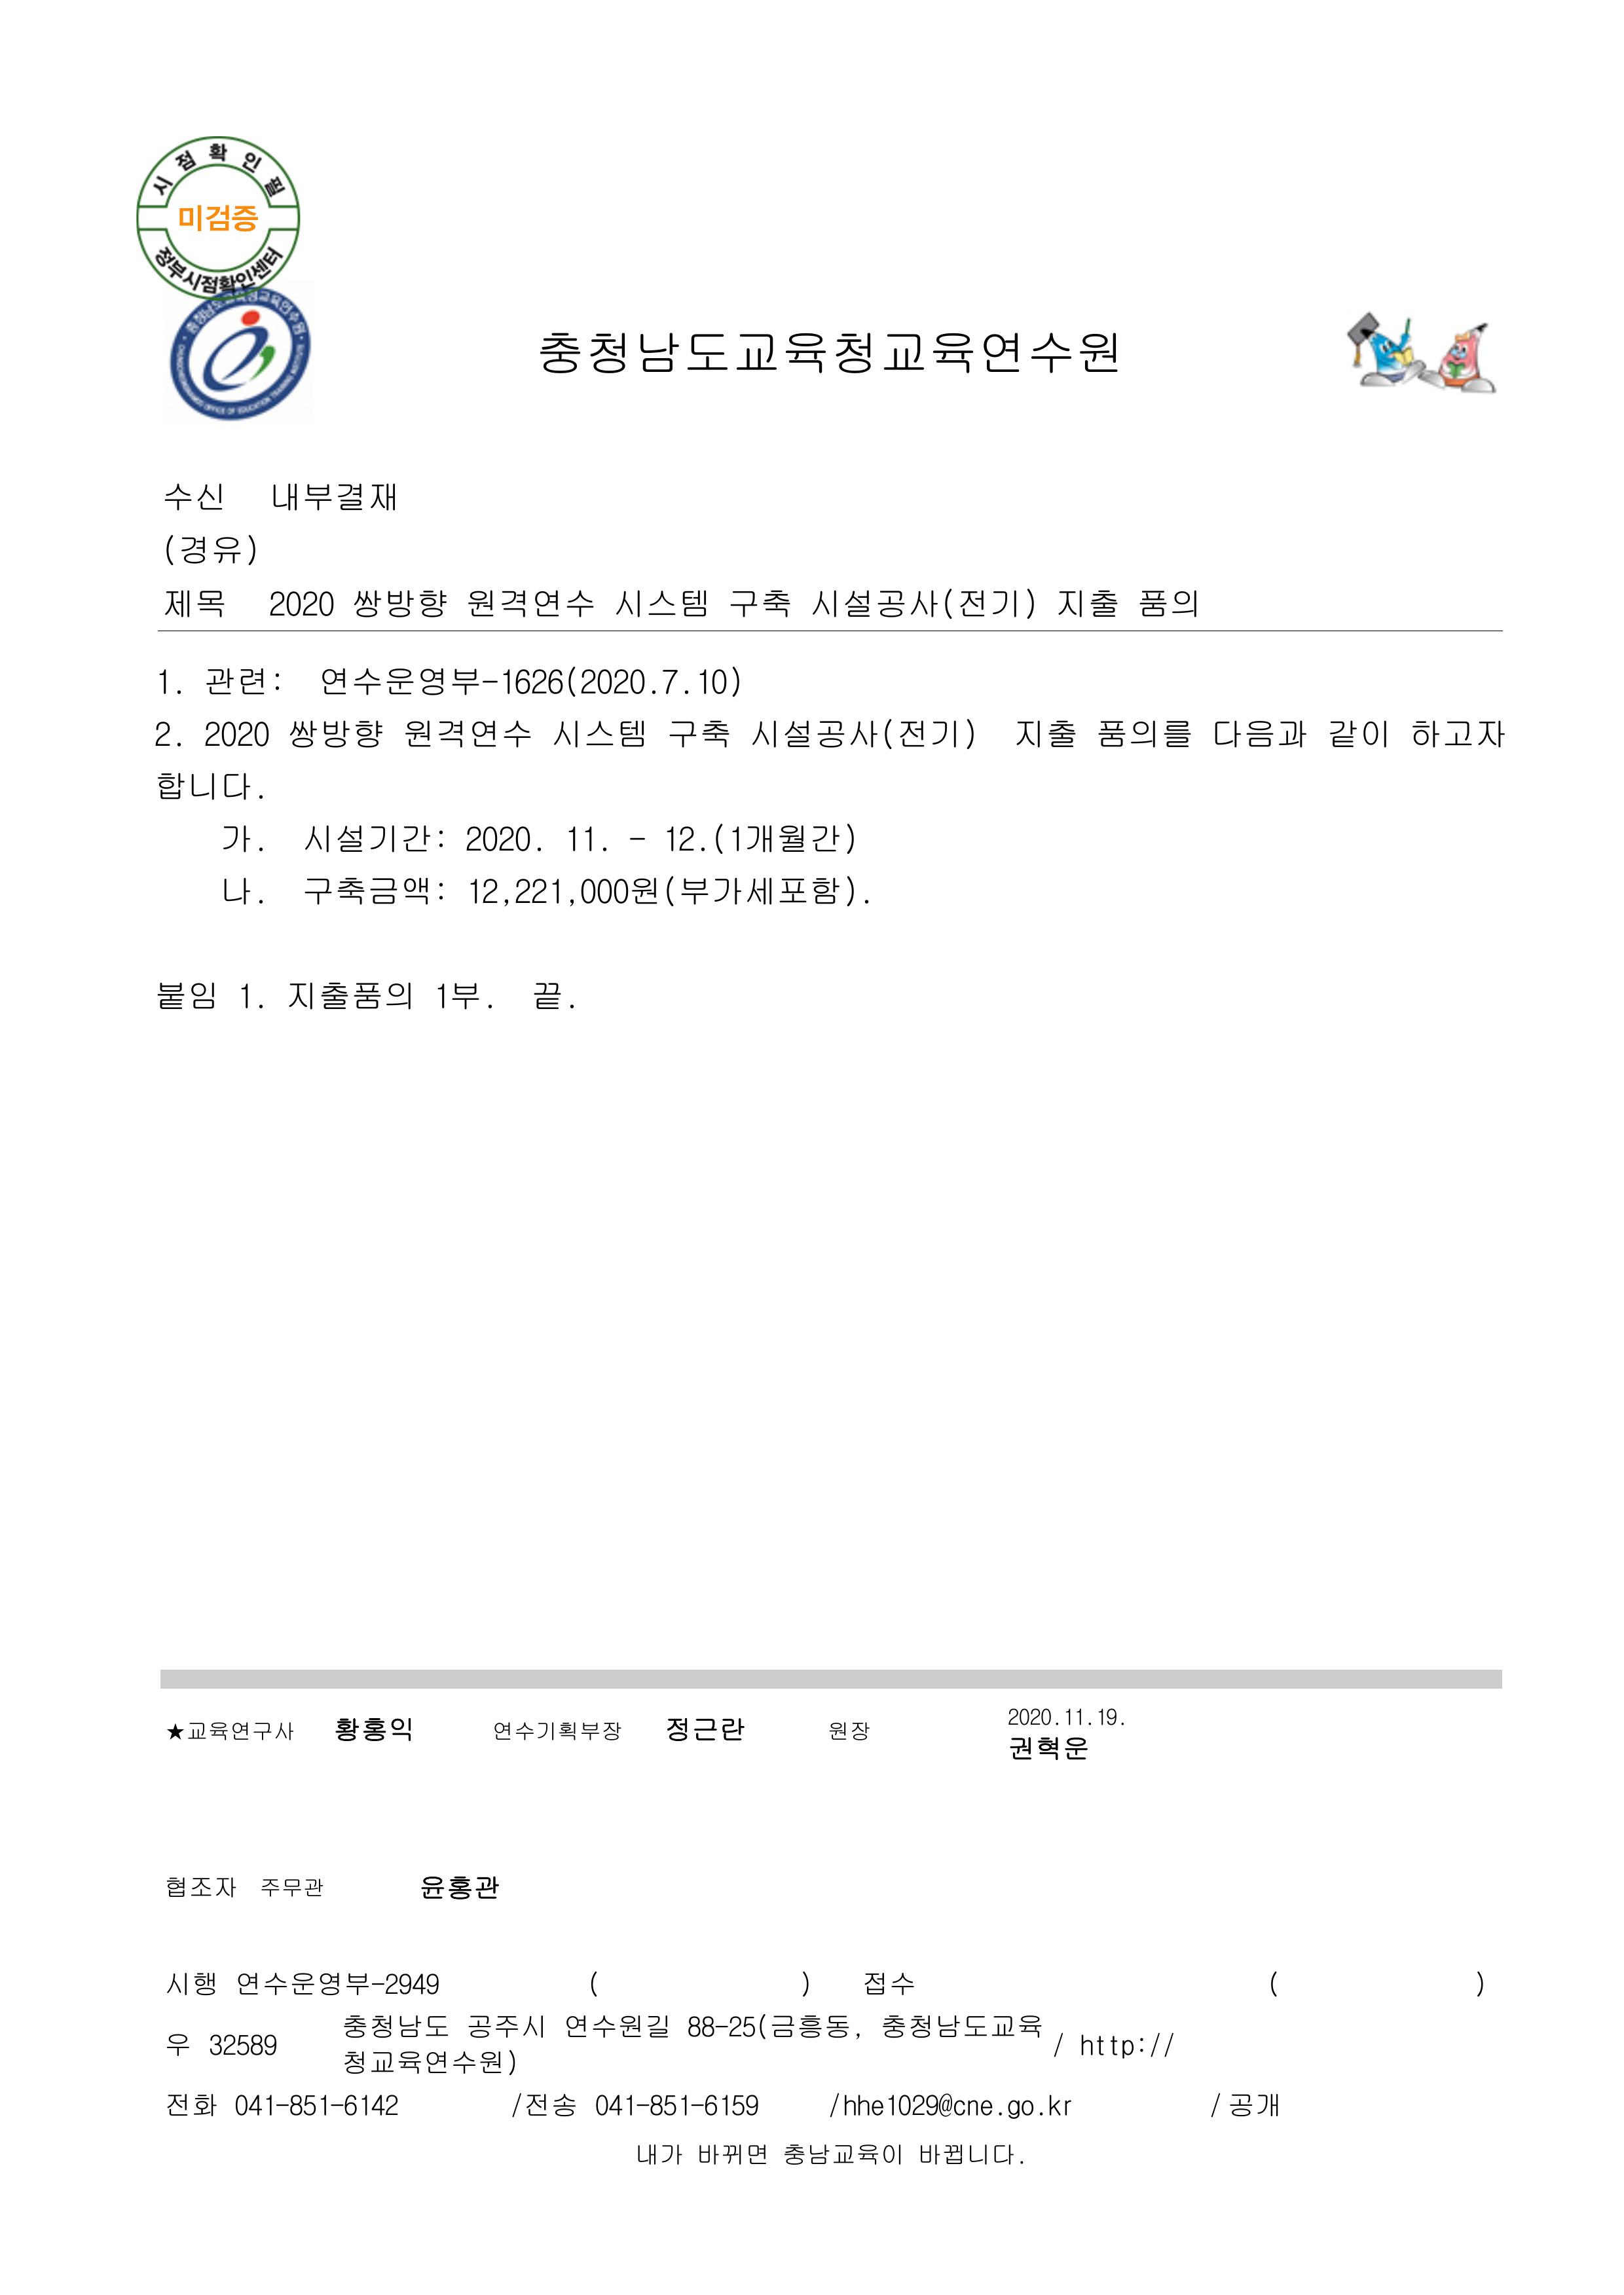 시점확인필
미검증
정부시점확인센터
충청남도교육청교육연수원
수신 내부결재
(경유)
제목 2020 쌍방향 원격연수 시스템 구축 시설공사(전기) 지출 품의
1. 관련: 연수운영부-1626(2020.7.10)
2. 2020 쌍방향 원격연수 시스템 구축 시설공사(전기) 지출 품의를 다음과 같이 하고자
합니다.
가. 시설기간: 2020. 11. - 12.(1개월간)
나. 구축금액: 12,221,000원(부가세포함).
붙임 1. 지출품의 1부. 끝.
★교육연구사 황홍익 연수기획부장 정근란 원장 2020.11.19.
권혁운
협조자 주무관 윤홍관
시행 연수운영부-2949 ( ) 접수 ( )
우 32589 충청남도 공주시 연수원길 88-25(금흥동, 충청남도교육
청교육연수원) / http://
전화 041-851-6142 /전송 041-851-6159 /hhe1029@cne.go.kr / 공개
내가 바뀌면 충남교육이 바뀝니다.